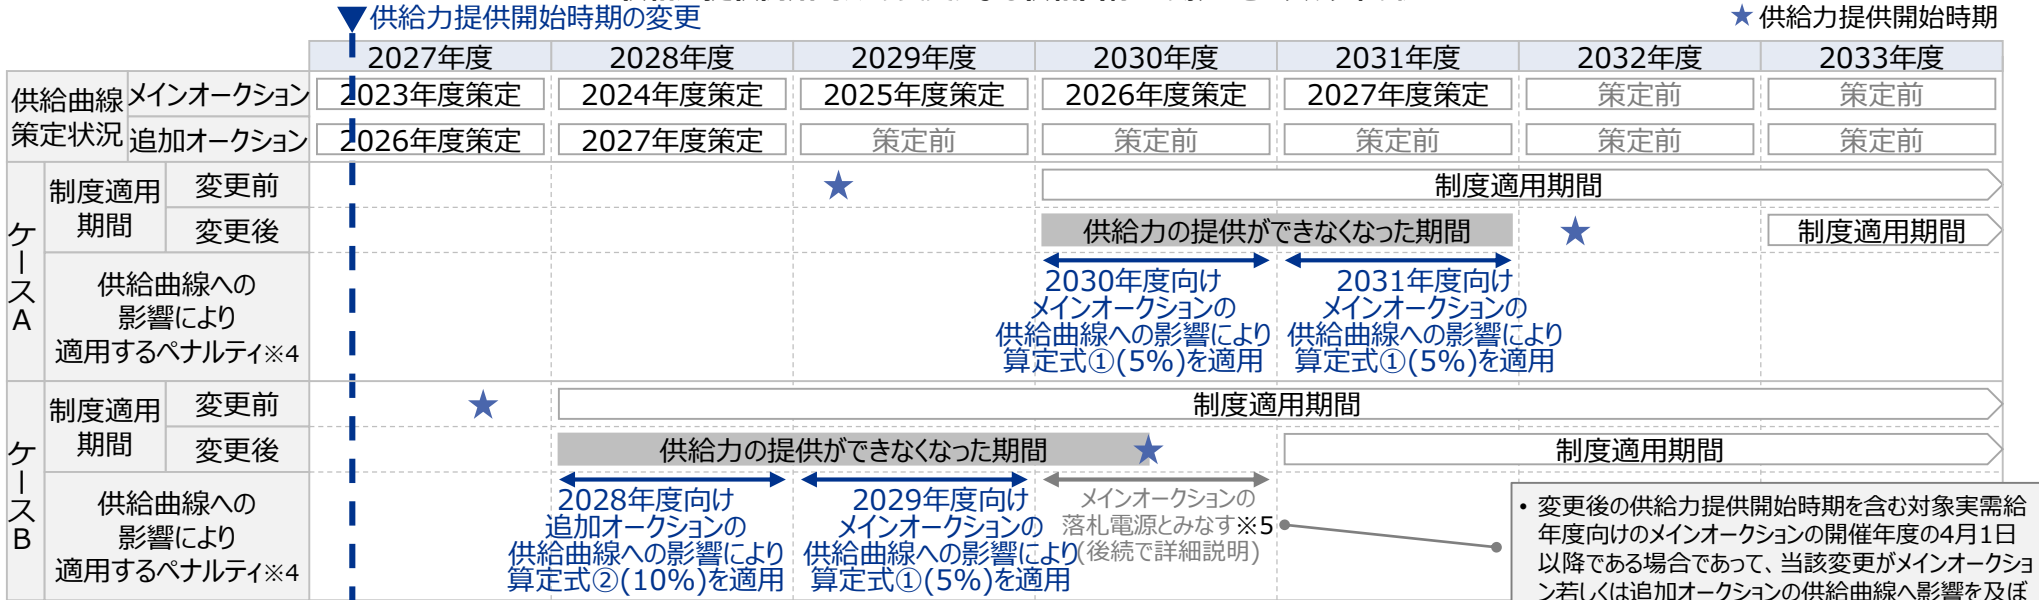 ▼供給力提供開始時期の変更
★ 供給力提供開始時期
2027年度 2028年度 2029年度 2030年度 2031年度 2032年度 2033年度
供給曲線
策定状況
メインオークション 2023年度策定 2024年度策定 2025年度策定 2026年度策定 2027年度策定 策定前 策定前
追加オークション 2026年度策定 2027年度策定 策定前 策定前 策定前 策定前 策定前
ケースA
制度適用
期間
変更前 ★ 制度適用期間
変更後 供給力の提供ができなくなった期間 ★ 制度適用期間
供給曲線への
影響により
適用するペナルティ※4
2030年度向け
メインオークションの
供給曲線への影響により
算定式①(5%)を適用
2031年度向け
メインオークションの
供給曲線への影響により
算定式①(5%)を適用
ケースB
制度適用
期間
変更前 ★ 制度適用期間
変更後 供給力の提供ができなくなった期間 ★ 制度適用期間
供給曲線への
影響により
適用するペナルティ※4
2028年度向け
追加オークションの
供給曲線への影響により
算定式②(10%)を適用
2029年度向け
メインオークションの
供給曲線への影響により
算定式①(5%)を適用
メインオークションの
落札電源とみなす※5
(後続で詳細説明)
• 変更後の供給力提供開始時期を含む対象実需給
年度向けのメインオークションの開催年度の4月1日
以降である場合であって、当該変更がメインオークショ
ン若しくは追加オークションの供給曲線へ影響を及ぼ